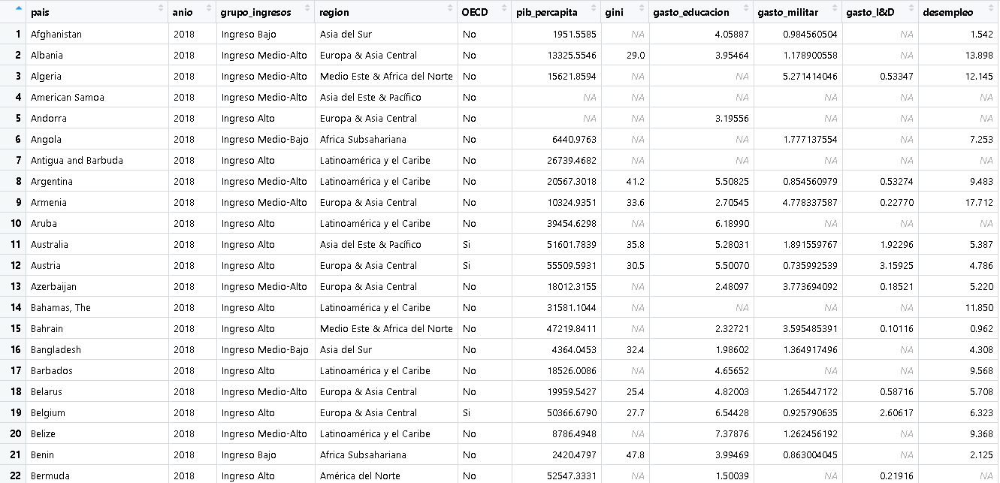 pais anio grupo_ingresos region OECD pib_percapita gini gasto_educacion gasto_militar gasto_I&D desempleo
1 Afghanistan 2018 Ingreso Bajo Asia del Sur No 1951.5585 NA 4.05887 0.984560504 NA 1.542
2 Albania 2018 Ingreso Medio-Alto Europa & Asia Central No 13325.5546 29.0 3.95464 1.178900558 NA 13.898
3 Algeria 2018 Ingreso Medio-Alto Medio Este & Africa del Norte No 15621.8594 NA NA 5.271414046 0.53347 12.145
4 American Samoa 2018 Ingreso Medio-Alto Asia del Este & Pacífico No NA NA NA NA NA NA
5 Andorra 2018 Ingreso Alto Europa & Asia Central No NA NA 3.19556 NA NA NA
6 Angola 2018 Ingreso Medio-Bajo Africa Subsahariana No 6440.9763 NA NA 1.777137554 NA 7.253
7 Antigua and Barbuda 2018 Ingreso Alto Latinoamérica y el Caribe No 26739.4682 NA NA NA NA NA
8 Argentina 2018 Ingreso Medio-Alto Latinoamérica y el Caribe No 20567.3018 41.2 5.50825 0.854560979 0.53274 9.483
9 Armenia 2018 Ingreso Medio-Alto Europa & Asia Central No 10324.9351 33.6 2.70545 4.778337587 0.22770 17.712
10 Aruba 2018 Ingreso Alto Latinoamérica y el Caribe No 39454.6298 NA 6.18990 NA NA NA
11 Australia 2018 Ingreso Alto Asia del Este & Pacífico Si 51601.7839 35.8 5.28031 1.891559767 1.92296 5.387
12 Austria 2018 Ingreso Alto Europa & Asia Central Si 55509.5931 30.5 5.50070 0.735992539 3.15925 4.786
13 Azerbaijan 2018 Ingreso Medio-Alto Europa & Asia Central No 18012.3155 NA 2.48097 3.773694092 0.18521 5.220
14 Bahamas, The 2018 Ingreso Alto Latinoamérica y el Caribe No 31581.1044 NA NA NA NA 11.850
15 Bahrain 2018 Ingreso Alto Medio Este & Africa del Norte No 47219.8411 NA 2.32721 3.595485391 0.10116 0.962
16 Bangladesh 2018 Ingreso Medio-Bajo Asia del Sur No 4364.0453 32.4 1.98602 1.364917496 NA 4.308
17 Barbados 2018 Ingreso Alto Latinoamérica y el Caribe No 18526.0086 NA 4.65652 NA NA 9.568
18 Belarus 2018 Ingreso Medio-Alto Europa & Asia Central No 19959.5427 25.4 4.82003 1.265447172 0.58716 5.708
19 Belgium 2018 Ingreso Alto Europa & Asia Central Si 50366.6790 27.7 6.54428 0.925790635 2.60617 6.323
20 Belize 2018 Ingreso Medio-Alto Latinoamérica y el Caribe No 8786.4948 NA 7.37876 1.262456192 NA 9.368
21 Benin 2018 Ingreso Bajo Africa Subsahariana No 2420.4797 47.8 3.99469 0.863004045 NA 2.125
22 Bermuda 2018 Ingreso Alto América del Norte No 52547.3331 NA 1.50039 NA 0.21916 NA